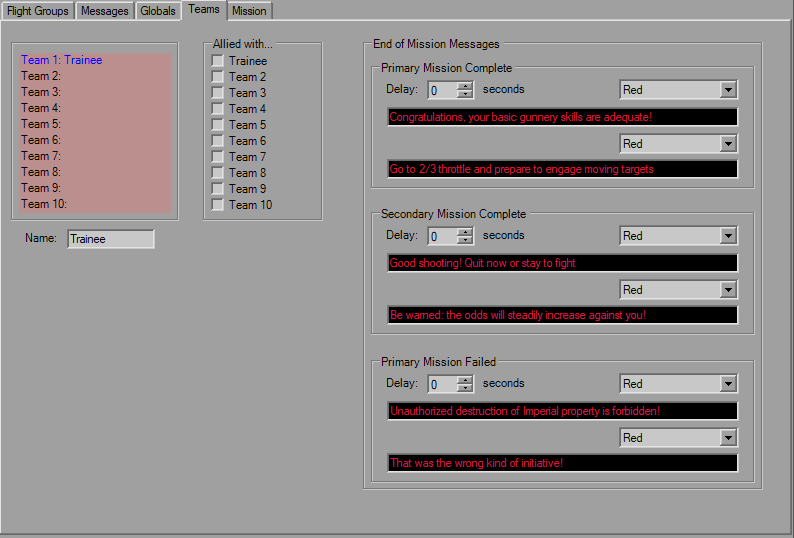 Flight Groups Messages Globals Teams Mission
Team 1: Trainee
Team 2:
Team 3:
Team 4:
Team 5:
Team 6:
Team 7:
Team 8:
Team 9:
Team 10:
Name: Trainee
Allied with...
Trainee
Team 2
Team 3
Team 4
Team 5
Team 6
Team 7
Team 8
Team 9
Team 10
End of Mission Messages
Primary Mission Complete
Delay: 0 seconds Red
Congratulations, your basic gunnery skills are adequate!
Red
Go to 2/3 throttle and prepare to engage moving targets
Secondary Mission Complete
Delay: 0 seconds Red
Good shooting! Quit now or stay to fight
Red
Be warned: the odds will steadily increase against you!
Primary Mission Failed
Delay: 0 seconds Red
Unauthorized destruction of Imperial property is forbidden!
Red
That was the wrong kind of initiative!